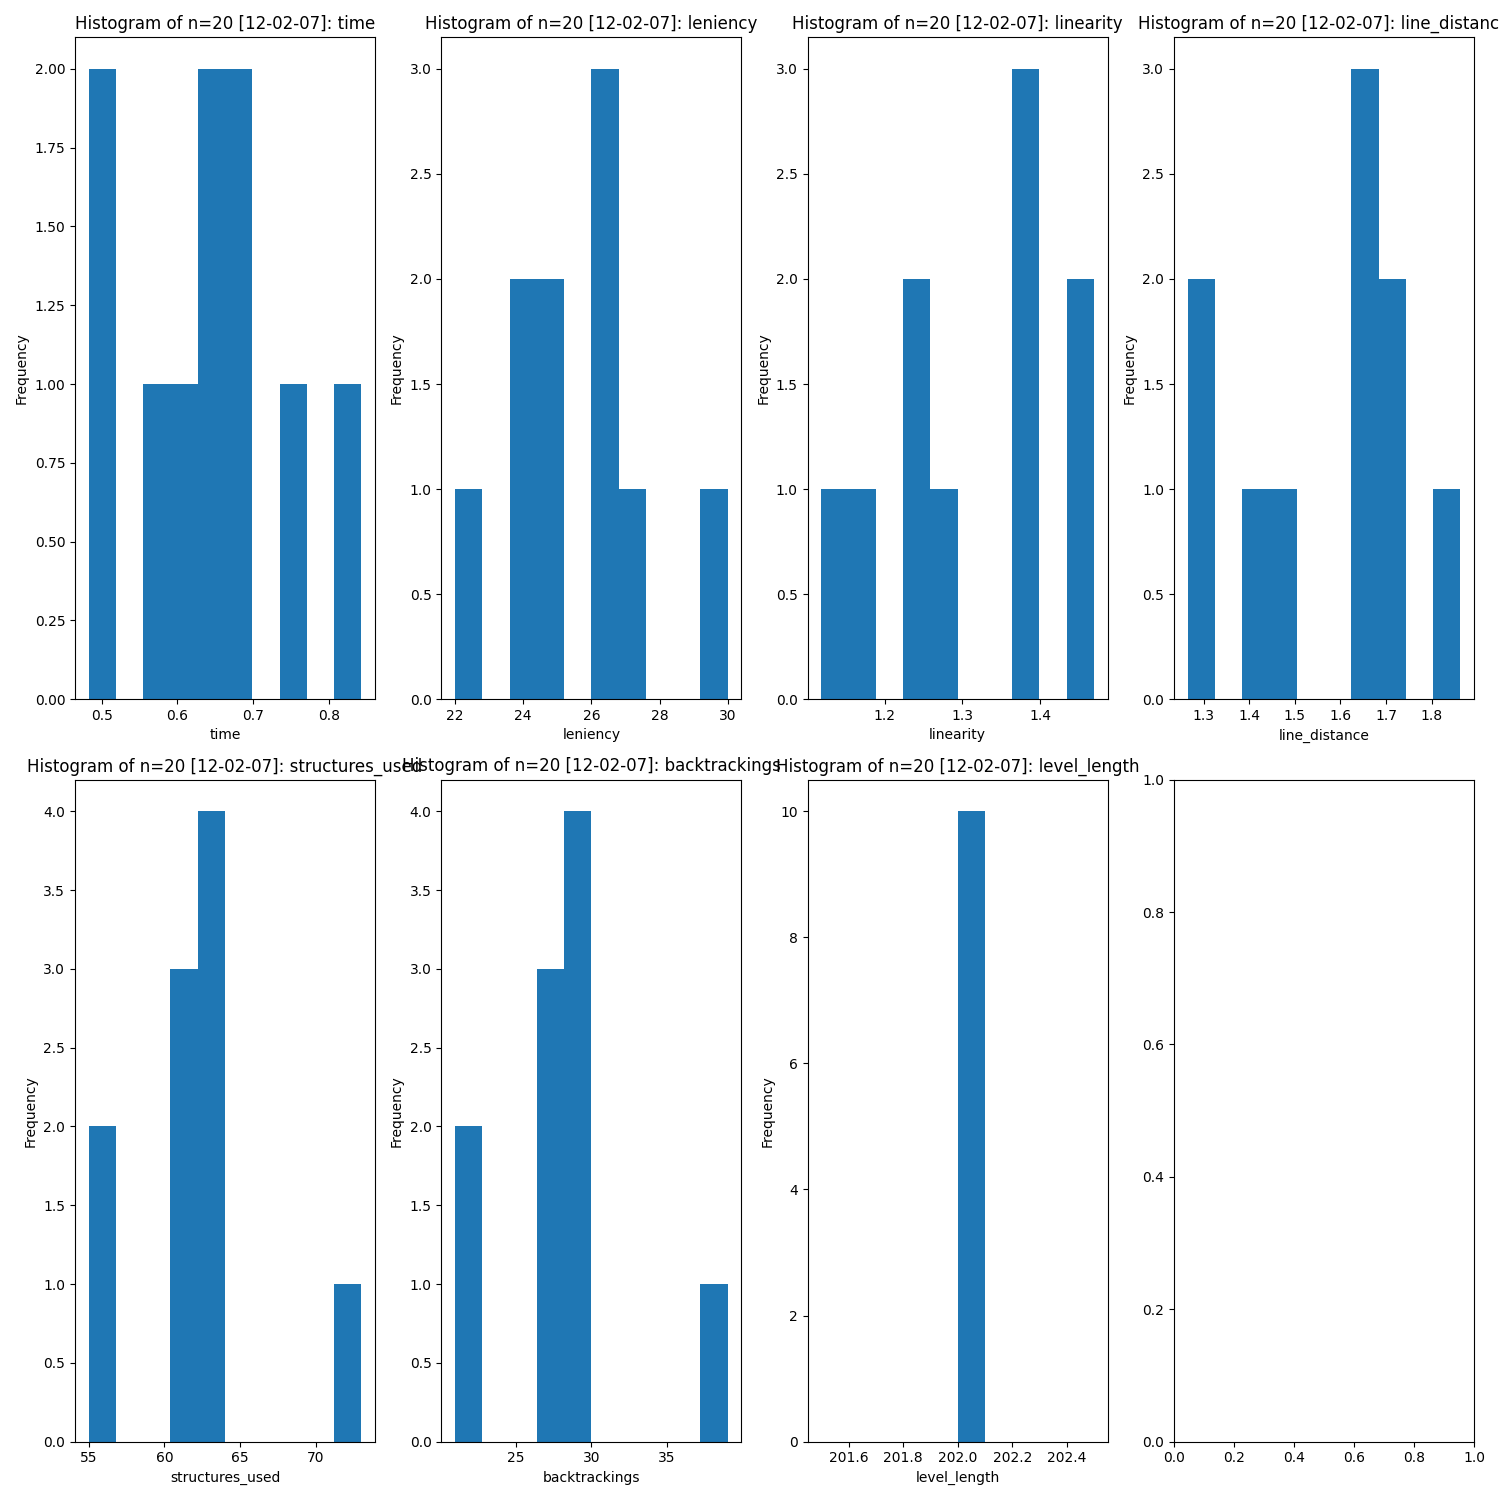 Histogram of n=20 [12-02-07]: time
2.00
1.75
1.50
1.25
1.00
0.75
0.50
0.25
0.00
Frequency
0.5 0.6 0.7 0.8
time
Histogram of n=20 [12-02-07]: leniency
3.0
2.5
2.0
1.5
1.0
0.5
0.0
Frequency
22 24 26 28 30
leniency
Histogram of n=20 [12-02-07]: linearity
3.0
2.5
2.0
1.5
1.0
0.5
0.0
Frequency
1.2 1.3 1.4
linearity
Histogram of n=20 [12-02-07]: line_distanc
3.0
2.5
2.0
1.5
1.0
0.5
0.0
Frequency
1.3 1.4 1.5 1.6 1.7 1.8
line_distance
Histogram of n=20 [12-02-07]: structures_used
4.0
3.5
3.0
2.5
2.0
1.5
1.0
0.5
0.0
Frequency
55 60 65 70
structures_used
Histogram of n=20 [12-02-07]: backtrackings
4.0
3.5
3.0
2.5
2.0
1.5
1.0
0.5
0.0
Frequency
25 30 35
backtrackings
Histogram of n=20 [12-02-07]: level_length
10
8
6
4
2
0
Frequency
201.6 201.8 202.0 202.2 202.4
level_length
1.0
0.8
0.6
0.4
0.2
0.0
0.0 0.2 0.4 0.6 0.8 1.0